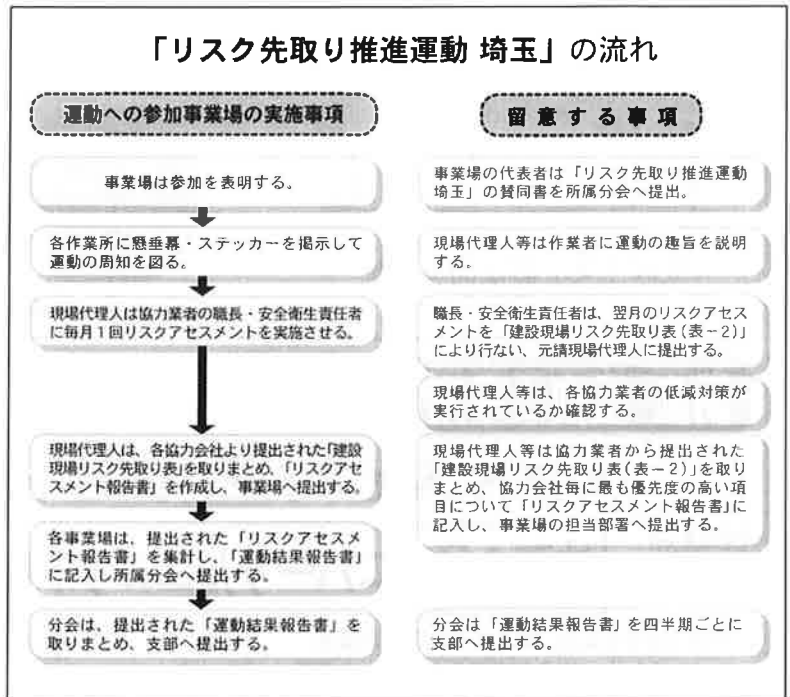 「リスク先取り推進運動 埼玉」の流れ
運動への参加事業場の実施事項
留意する事項
事業場は参加を表明する。
事業場の代表者は「リスク先取り推進運動
埼玉」の賛同書を所属分会へ提出。
各作業所に懸垂幕・ステッカーを掲示して
運動の周知を図る。
現場代理人等は作業者に運動の趣旨を説明
する。
現場代理人は協力業者の職長・安全衛生責任者
に毎月1回リスクアセスメントを実施させる。
職長・安全衛生責任者は、翌月のリスクアセス
メントを「建設現場リスク先取り表(表-2)」
により行ない、元請現場代理人に提出する。
現場代理人等は、各協力業者の低減対策が
実行されているか確認する。
現場代理人は、各協力会社より提出された「建設
現場リスク先取り表」を取りまとめ、「リスクアセ
スメント報告書」を作成し、事業場へ提出する。
現場代理人等は協力業者から提出された
「建設現場リスク先取り表(表-2)」を取り
まとめ、協力会社毎に最も優先度の高い項
目について「リスクアセスメント報告書」に
記入し、事業場の担当部署へ提出する。
各事業場は、提出された「リスクアセスメ
ント報告書」を集計し、「運動結果報告書」
に記入し所属分会へ提出する。
分会は、提出された「運動結果報告書」を
取りまとめ、支部へ提出する。
分会は「運動結果報告書」を四半期ごとに
支部へ提出する。